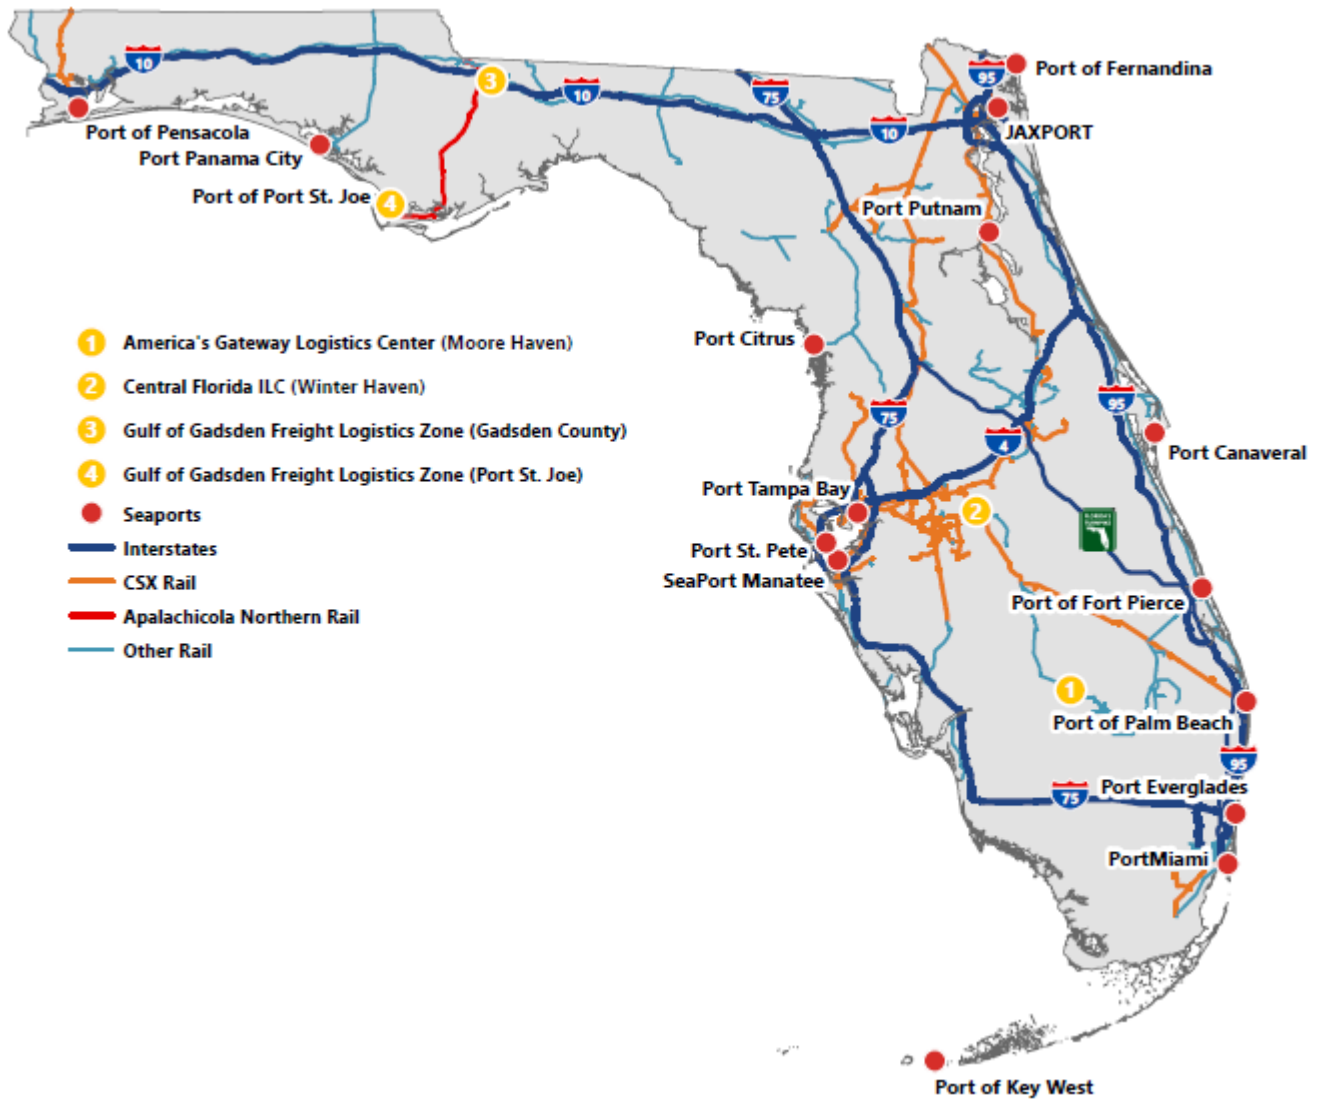 10
3
10
75
95
Port of Fernandina
JAXPORT
10
Port of Pensacola
Port Panama City
Port of Port St. Joe
4
Port Putnam
Port Citrus
1 America's Gateway Logistics Center (Moore Haven)
2 Central Florida ILC (Winter Haven)
3 Gulf of Gadsden Freight Logistics Zone (Gadsden County)
4 Gulf of Gadsden Freight Logistics Zone (Port St. Joe)
Seaports
Interstates
CSX Rail
Apalachicola Northern Rail
Other Rail
75
95
4
Port Canaveral
Port Tampa Bay
2
Port St. Pete
SeaPort Manatee
Port of Fort Pierce
1
Port of Palm Beach
95
75
Port Everglades
PortMiami
Port of Key West